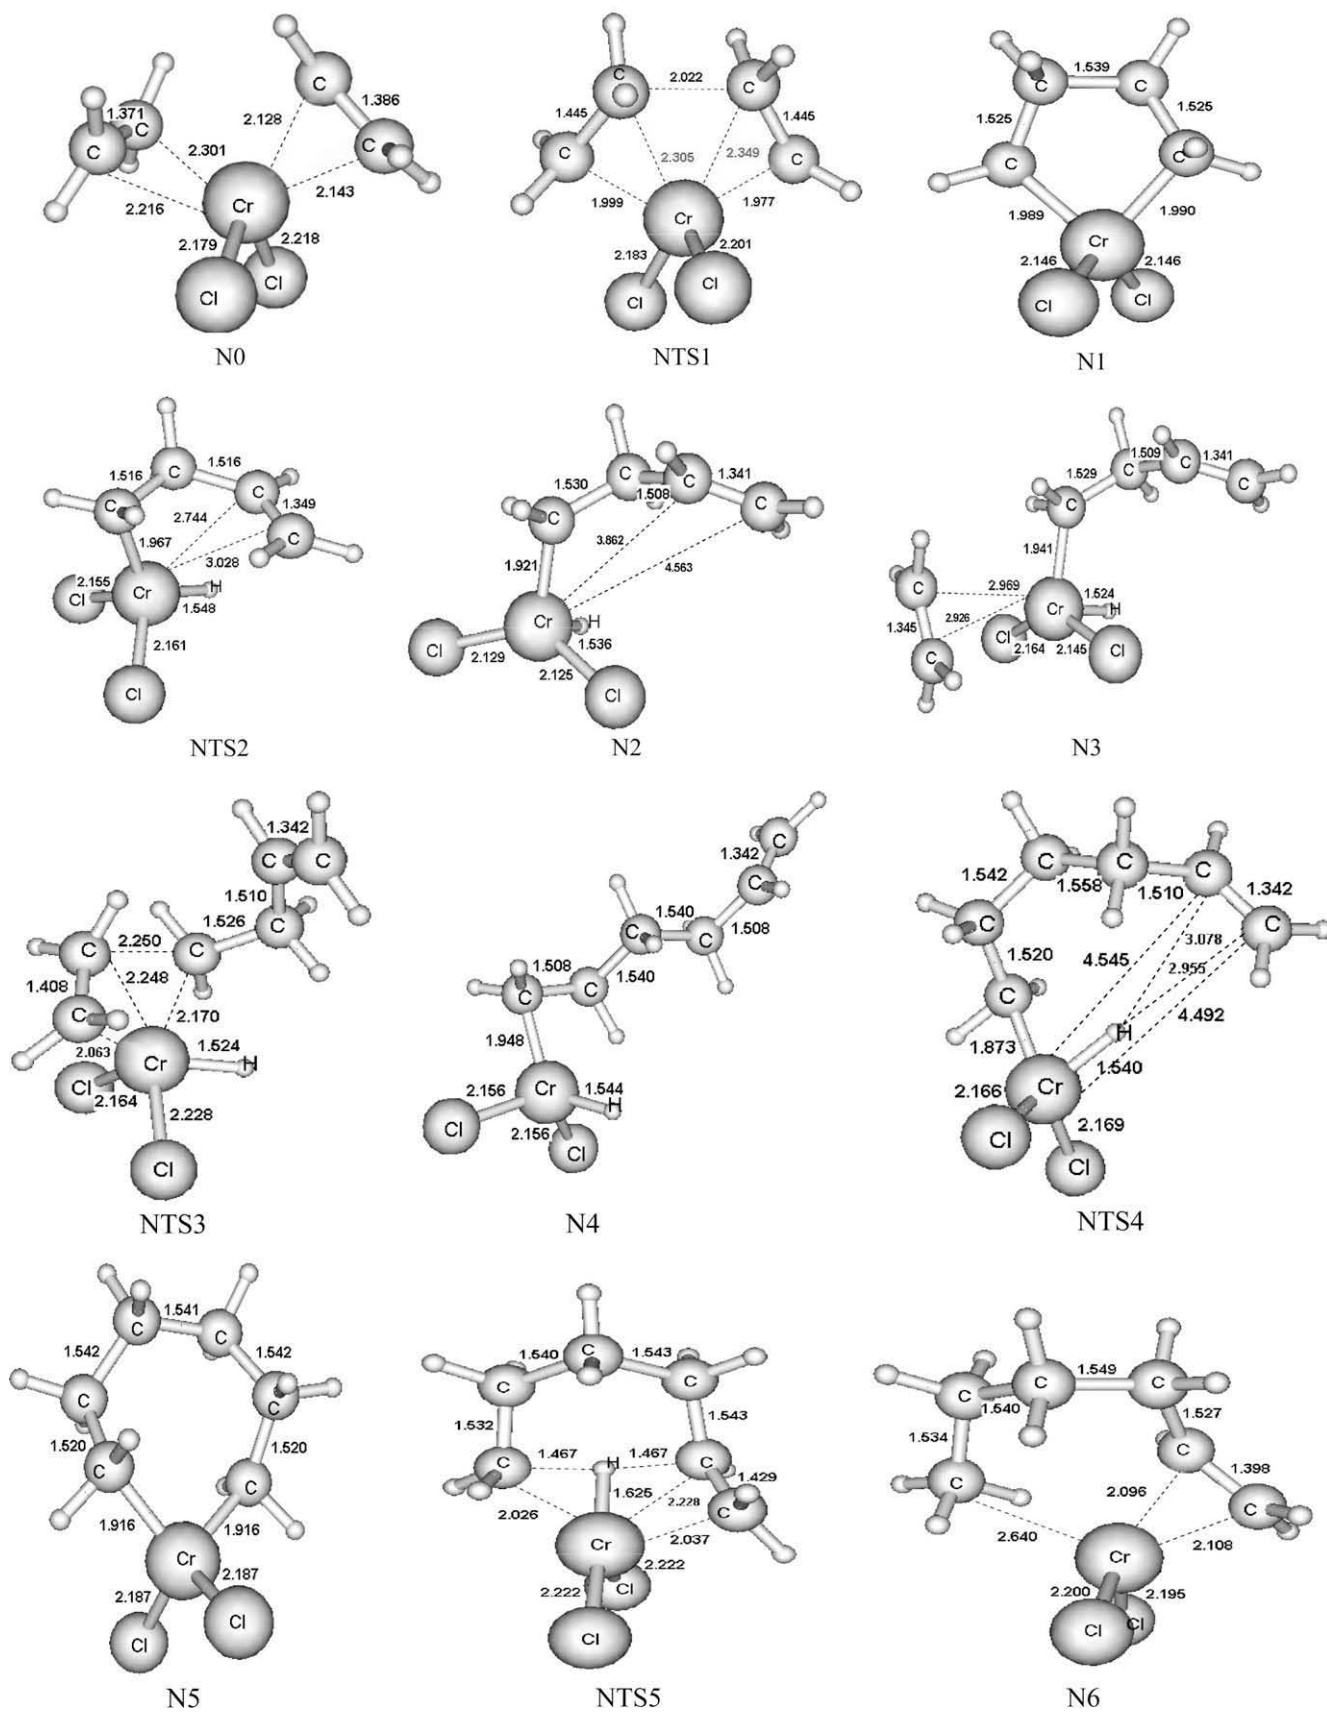 C
1.371
C
C
1.386
C
2.128
2.301
2.143
2.216
Cr
2.179
2.218
Cl
Cl
N0
C
2.022
C
1.445
1.445
C
C
2.305
2.349
1.999
1.977
Cr
2.183
2.201
Cl
Cl
NTS1
C
1.539
C
1.525
1.525
C
C
1.989
1.990
Cr
2.146
2.146
Cl
Cl
N1
C
1.516
1.516
C
C
1.349
2.744
C
1.967
3.028
Cl
2.155
Cr
H
1.548
2.161
Cl
NTS2
1.530
C
1.508
C
1.341
C
C
3.862
1.921
4.563
Cr
H
Cl
2.129
1.536
2.125
Cl
N2
1.509
C
1.341
C
1.529
C
C
1.941
C
2.969
1.524
1.345
2.926
Cr
H
C
Cl
2.164
2.145
Cl
N3
1.342
C
C
1.510
1.526
C
C
2.250
C
1.408
2.248
C
2.170
2.063
Cr
1.524
H
Cl
2.164
2.228
Cl
NTS3
C
1.342
C
1.540
C
C
1.508
1.508
C
C
1.540
1.948
2.156
Cr
1.544
H
Cl
2.156
Cl
N4
C
C
1.542
1.558
1.510
C
1.342
C
C
3.078
1.520
4.545
2.955
C
4.492
H
1.873
1.540
2.166
Cr
Cl
2.169
Cl
NTS4
C
1.541
C
1.542
1.542
C
C
1.520
1.520
C
C
1.916
1.916
Cr
2.187
2.187
Cl
Cl
N5
1.540
C
1.543
C
C
1.532
1.543
C
1.467
H
1.467
C
1.625
2.228
1.429
2.026
C
Cr
2.037
2.222
2.222
Cl
Cl
NTS5
C
1.549
C
C
1.540
1.527
1.534
C
C
1.398
2.096
C
2.640
Cr
2.108
2.200
2.195
Cl
Cl
N6